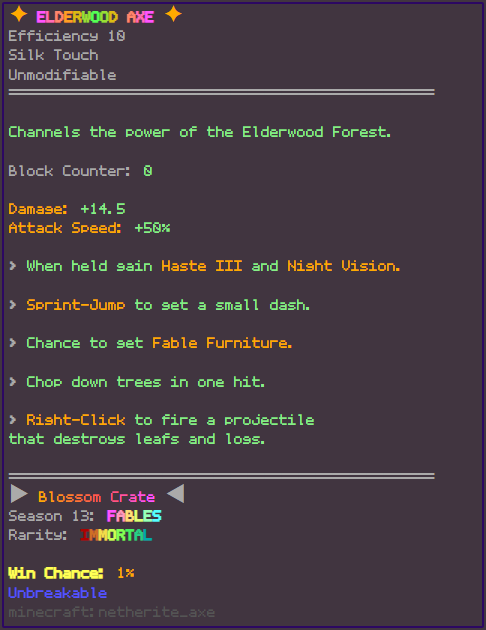 ✦ ELDERWOOD AXE ✦
Efficiency 10
Silk Touch
Unmodifiable
Channels the power of the Elderwood Forest.
Block Counter: 0
Damage: +14.5
Attack Speed: +50%
> When held gain Haste III and Night Vision.
> Sprint-Jump to get a small dash.
> Chance to get Fable Furniture.
> Chop down trees in one hit.
> Right-Click to fire a projectile
that destroys leafs and logs.
▶ Blossom Crate ◀
Season 13: FABLES
Rarity: IMMORTAL
Win Chance: 1%
Unbreakable
minecraft:netherite_axe